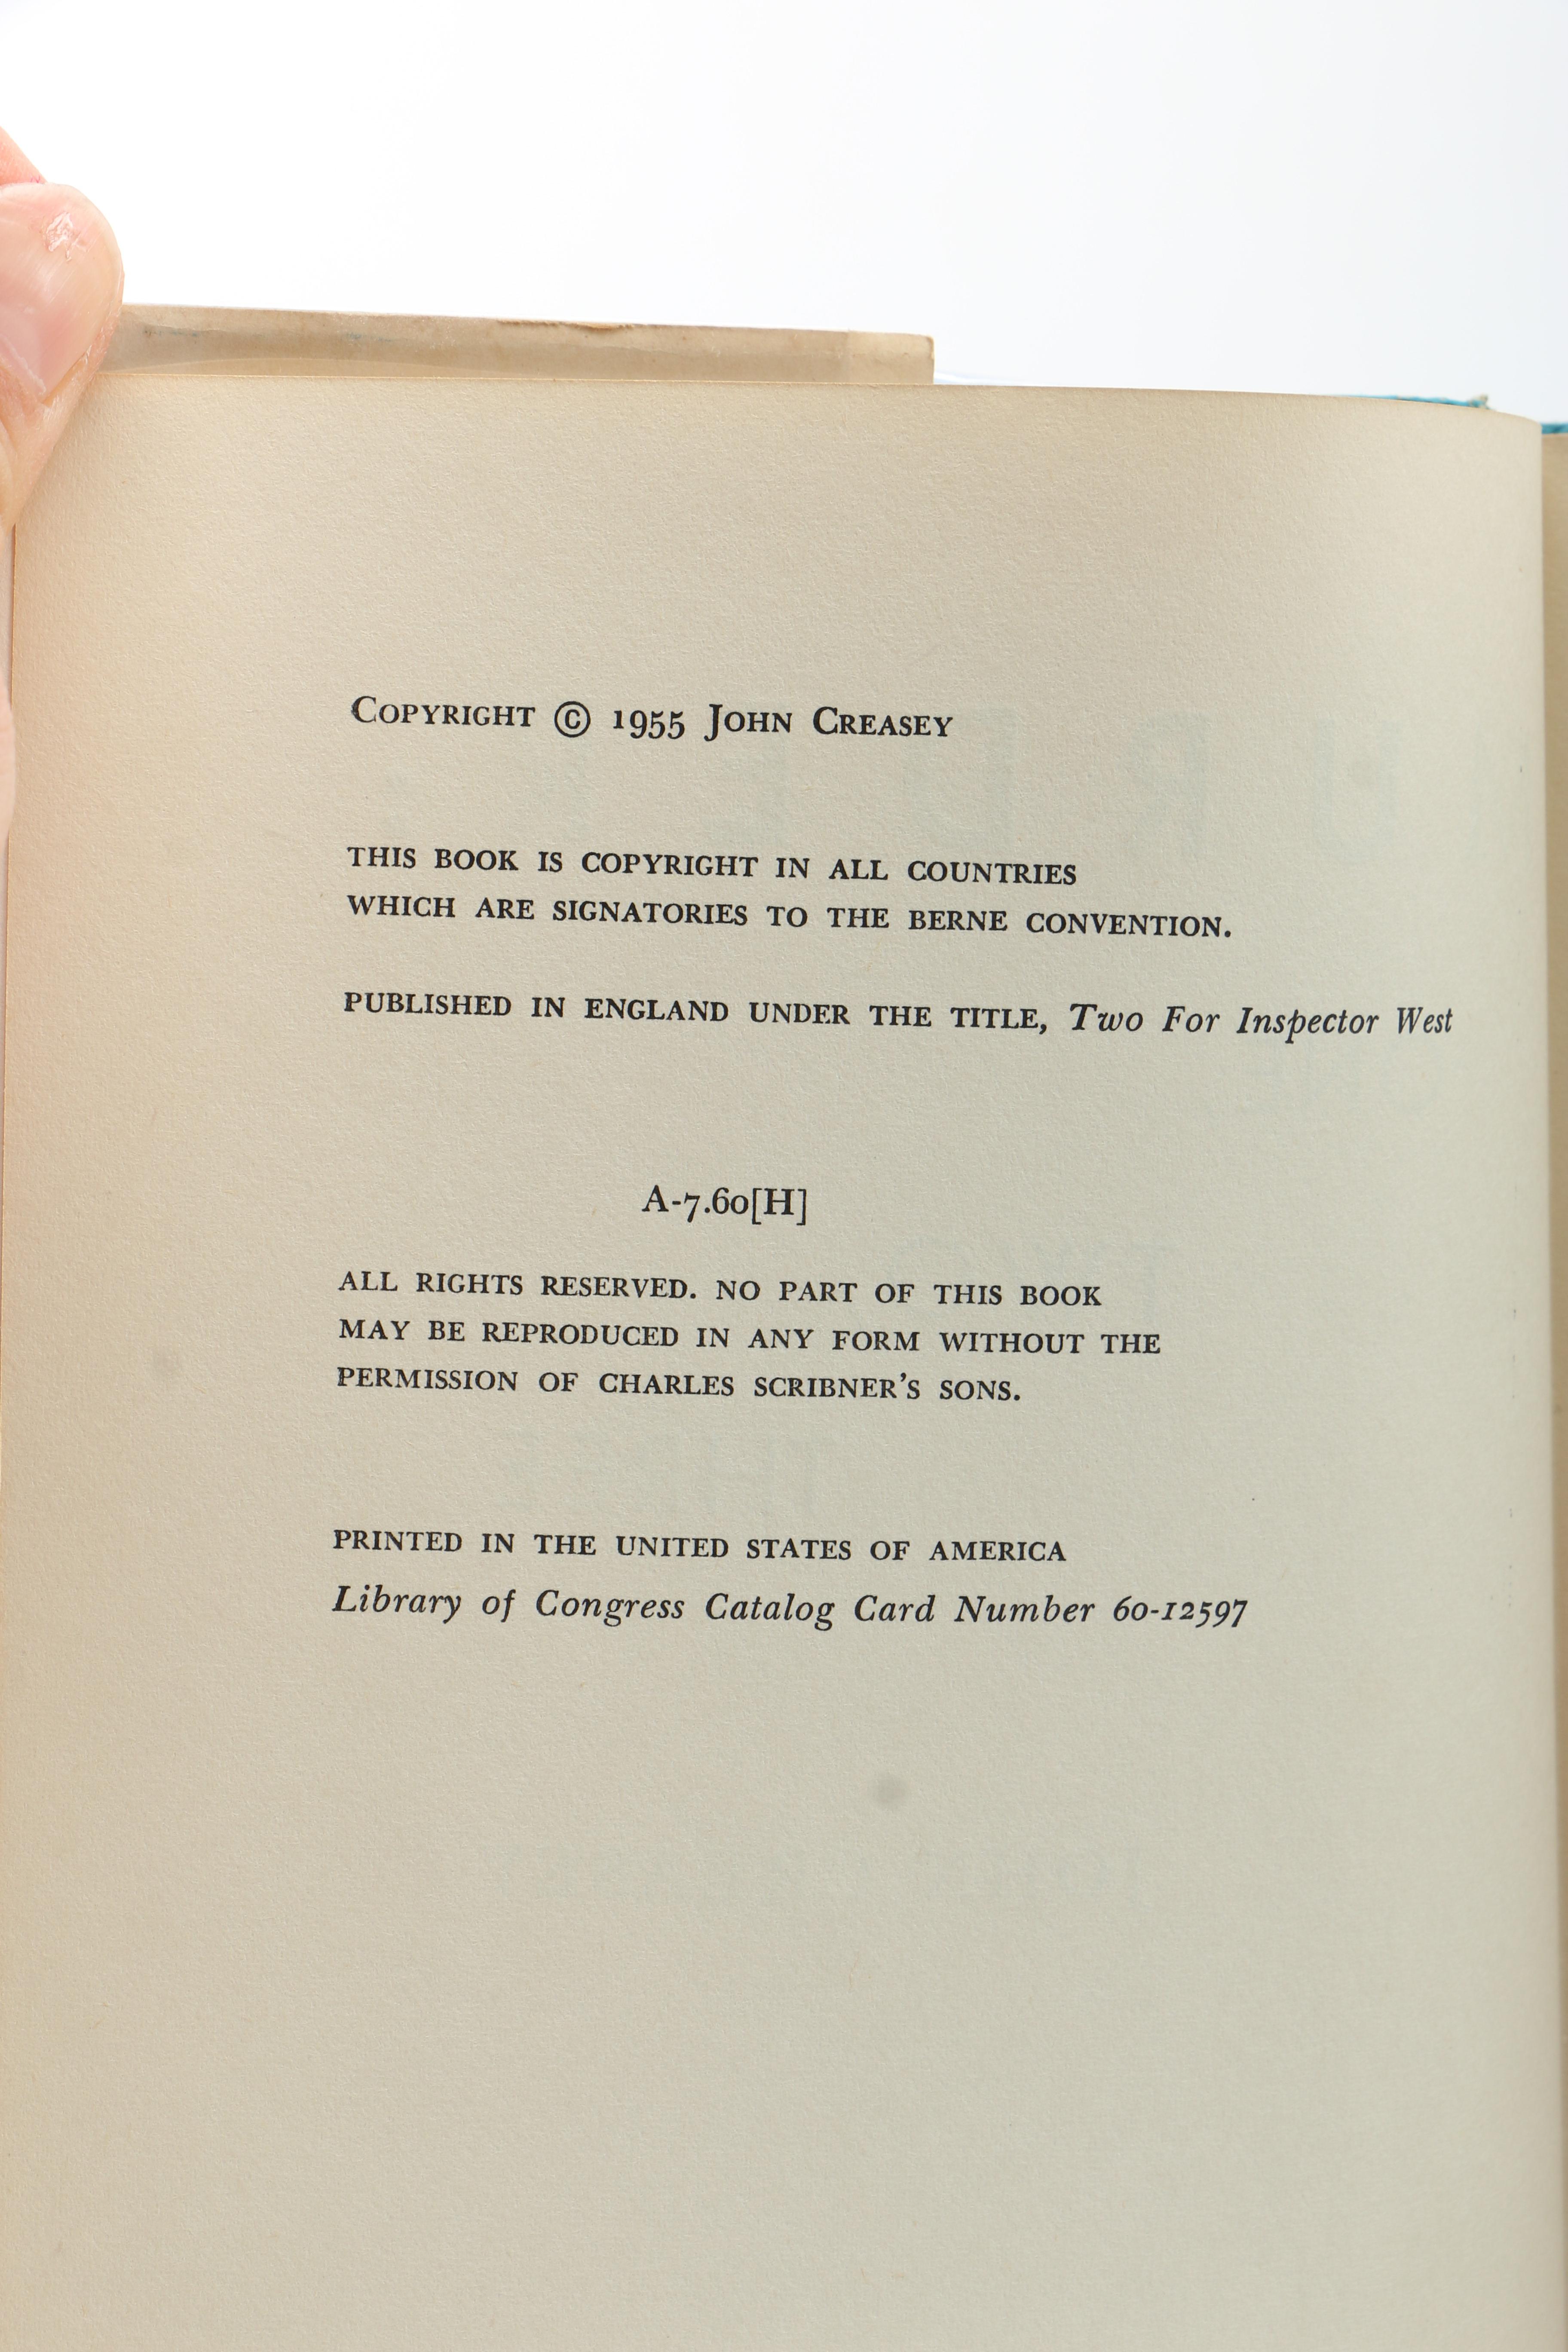 Copyright © 1955 John Creasey
THIS BOOK IS COPYRIGHT IN ALL COUNTRIES
WHICH ARE SIGNATORIES TO THE BERNE CONVENTION.
PUBLISHED IN ENGLAND UNDER THE TITLE, Two For Inspector West
A-7.60[H]
ALL RIGHTS RESERVED. NO PART OF THIS BOOK
MAY BE REPRODUCED IN ANY FORM WITHOUT THE
PERMISSION OF CHARLES SCRIBNER'S SONS.
PRINTED IN THE UNITED STATES OF AMERICA
Library of Congress Catalog Card Number 60-12597